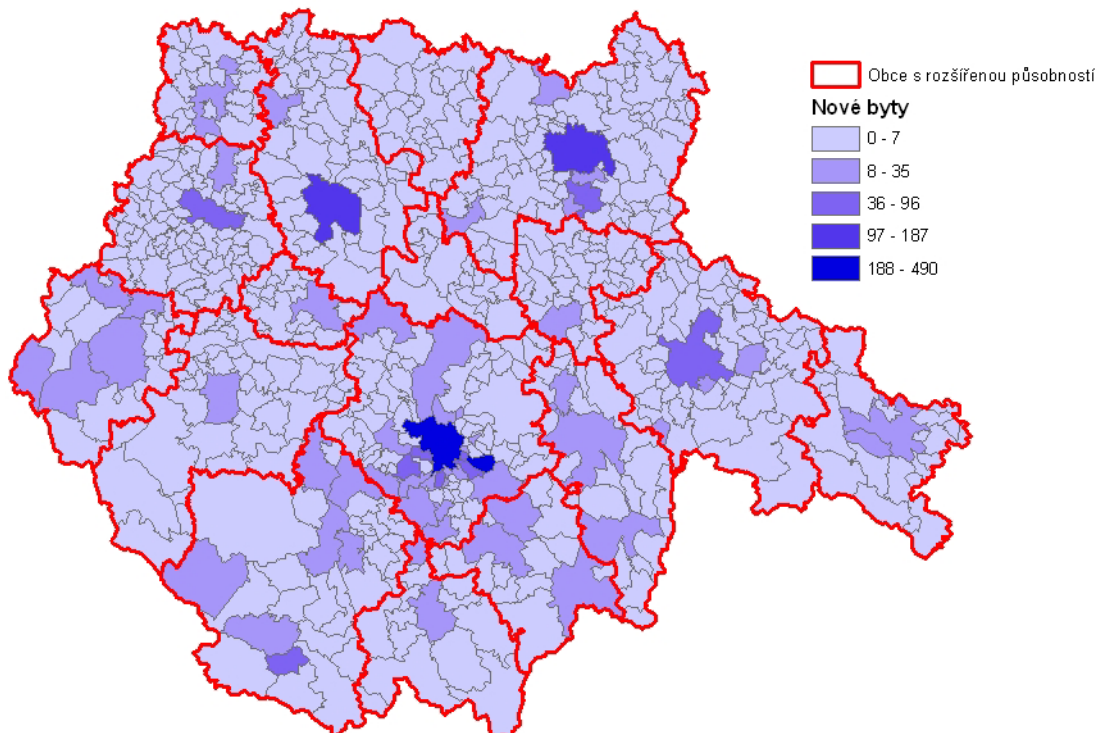 Obce s rozšířenou působností
Nové byty
0 - 7
8 - 35
36 - 96
97 - 187
188 - 490